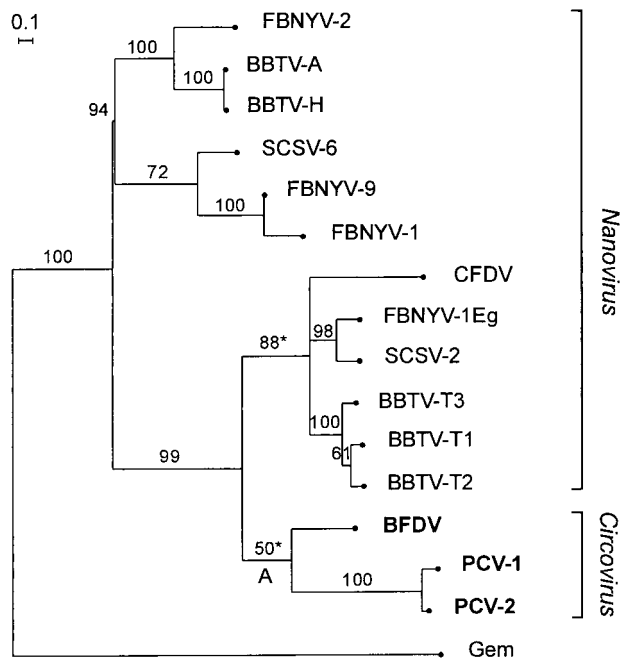 0.1
FBNYV-2
100
BBTV-A
100
BBTV-H
94
SCSV-6
72
FBNYV-9
100
FBNYV-1
100
Nanovirus
CFDV
FBNYV-1Eg
88*
98
SCSV-2
BBTV-T3
100
BBTV-T1
61
99
BBTV-T2
BFDV
50*
A
PCV-1
100
Circovirus
PCV-2
Gem